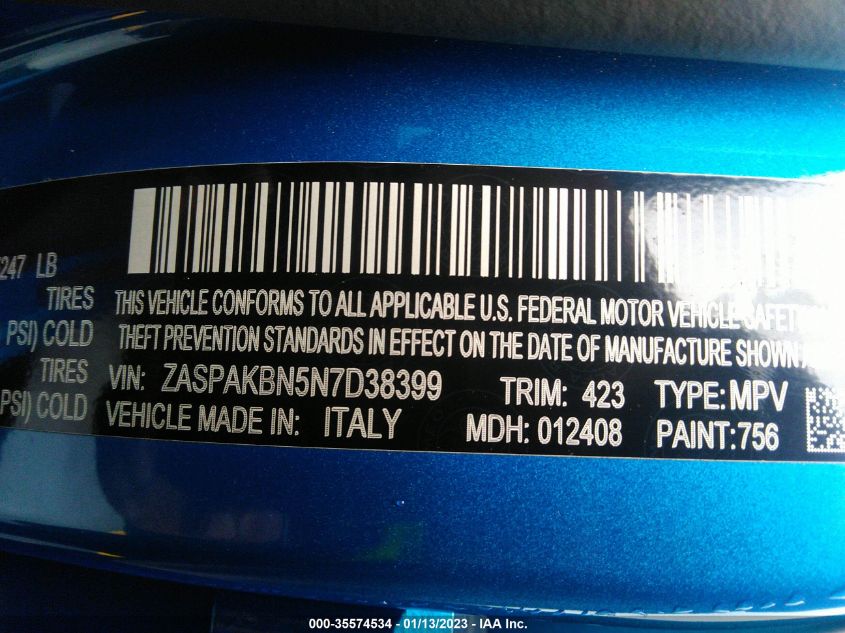 247 LB
TIRES
PSI) COLD
TIRES
PSI) COLD
THIS VEHICLE CONFORMS TO ALL APPLICABLE U.S. FEDERAL MOTOR VEHICLE SAFETY
THEFT PREVENTION STANDARDS IN EFFECT ON THE DATE OF MANUFACTURE SHOWN
VIN: ZASPAKBN5N7D38399 TRIM: 423 TYPE: MPV
VEHICLE MADE IN: ITALY MDH: 012408 PAINT: 756
000-35574534 - 01/13/2023 - IAA Inc.